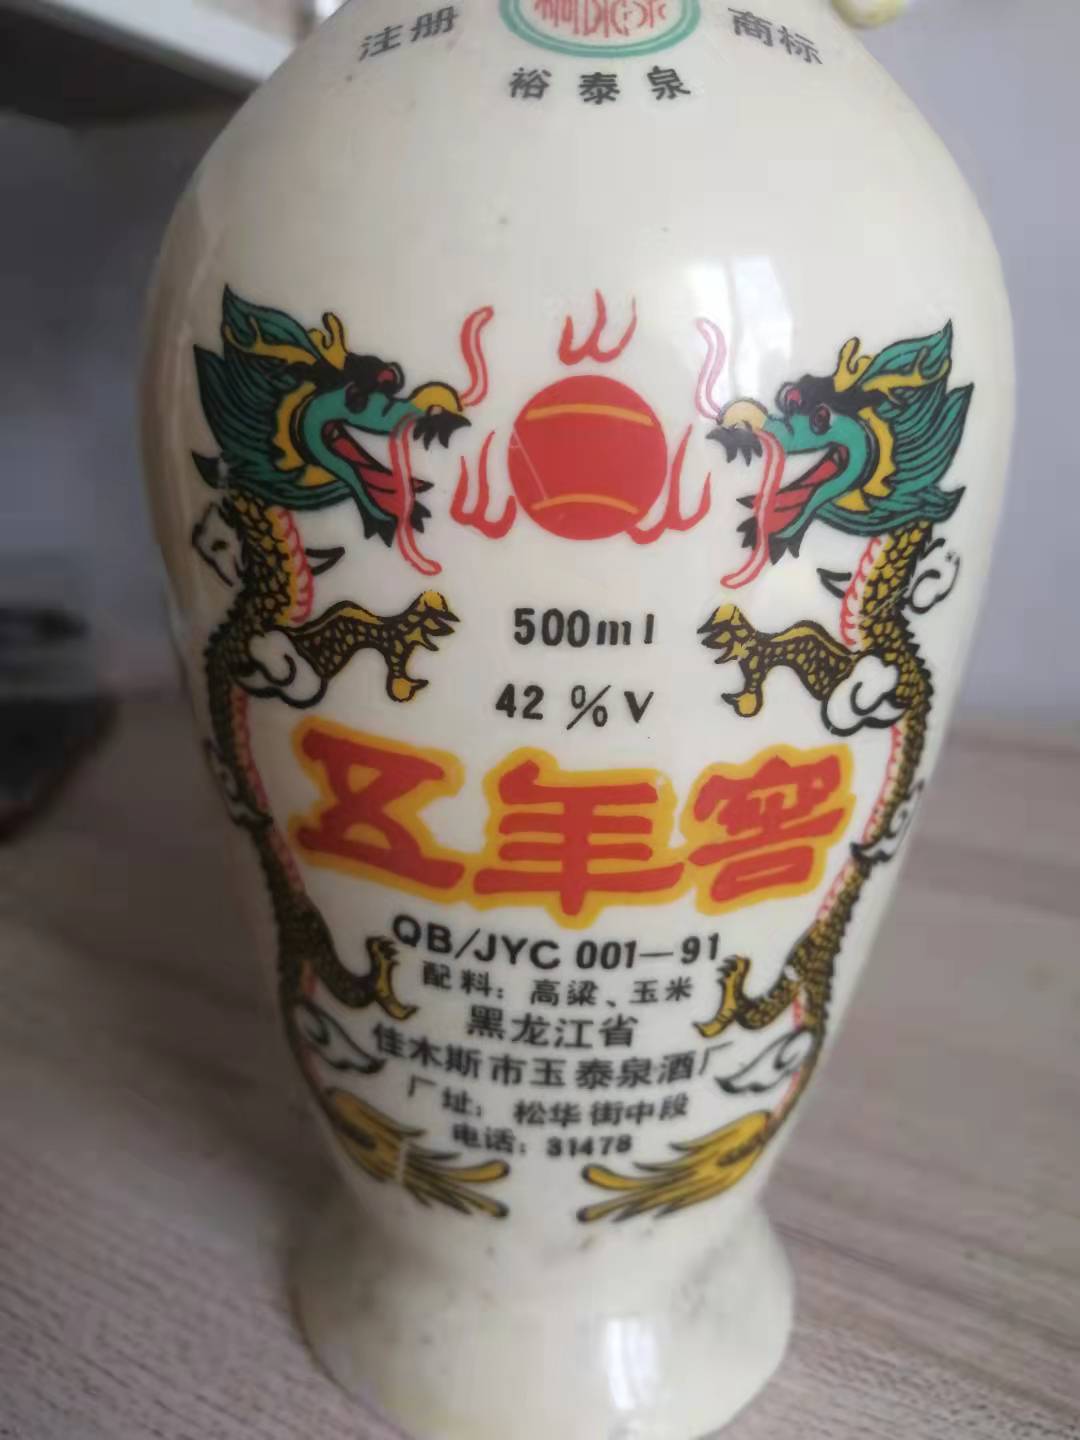 注册 商标
裕泰泉
500ml
42%V
五年窖
QB/JYC 001—91
配料：高粱、玉米
黑龙江省
佳木斯市玉泰泉酒厂
厂址：松华街中段
电话：31478